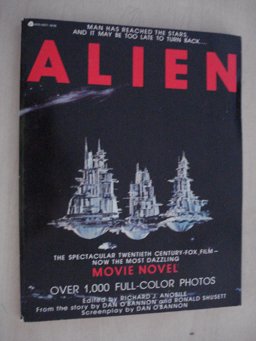 MAN HAS REACHED THE STARS,
AND IT MAY BE TOO LATE TO TURN BACK...
ALIEN
THE SPECTACULAR TWENTIETH CENTURY-FOX FILM—
NOW THE MOST DAZZLING
MOVIE NOVEL
OVER 1,000 FULL-COLOR PHOTOS
Edited by RICHARD J. ANOBILE
From the story by DAN O'BANNON and RONALD SHUSETT
Screenplay by DAN O'BANNON